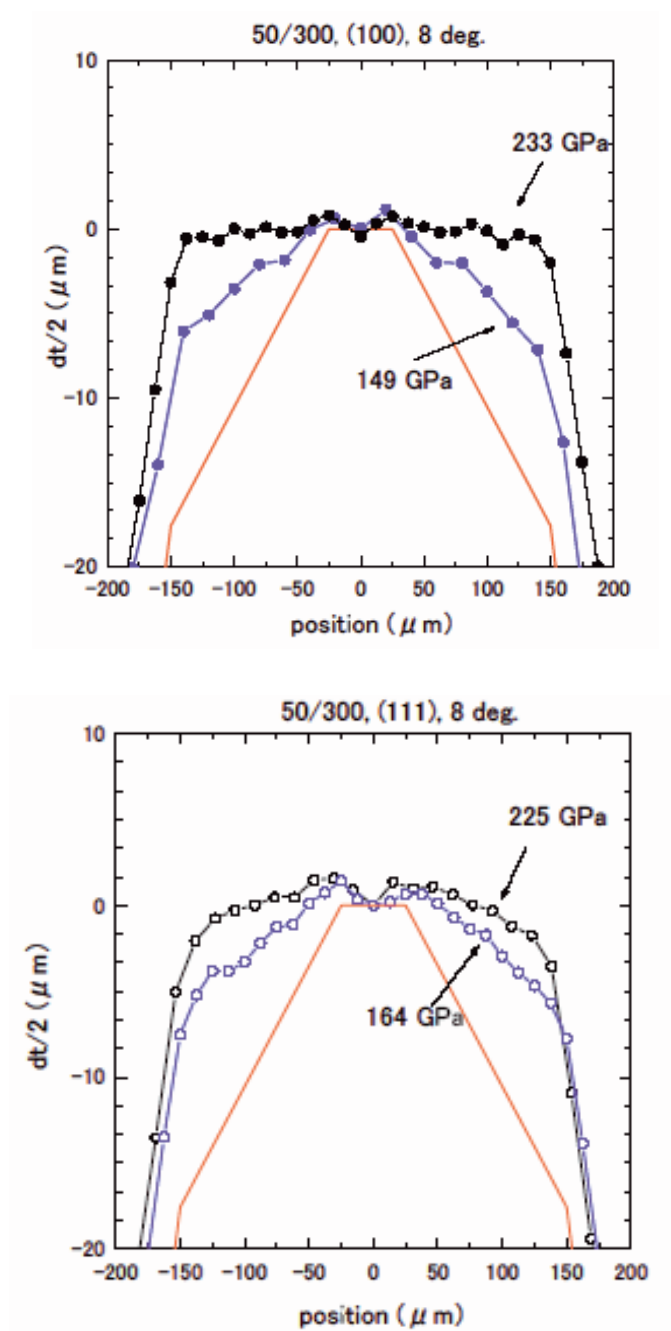 50/300, (100), 8 deg.
10
233 GPa
0
dt/2 (μm)
149 GPa
-10
-20
-200 -150 -100 -50 0 50 100 150 200
position (μm)
50/300, (111), 8 deg.
10
225 GPa
0
dt/2 (μm)
164 GPa
-10
-20
-200 -150 -100 -50 0 50 100 150 200
position (μm)